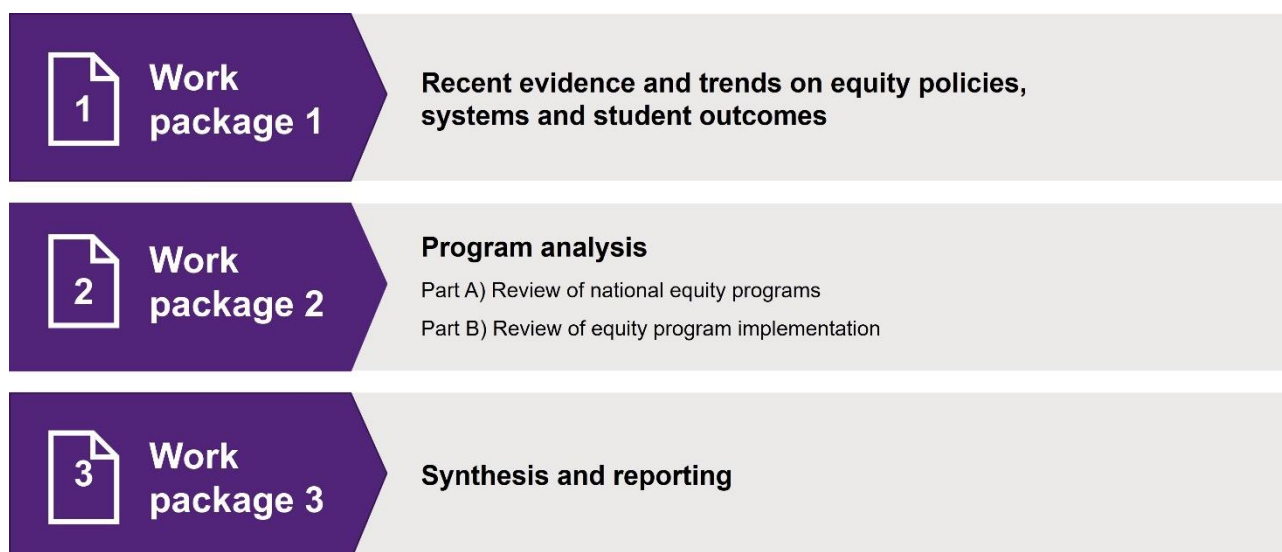 1
Work
package 1
Recent evidence and trends on equity policies,
systems and student outcomes
2
Work
package 2
Program analysis
Part A) Review of national equity programs
Part B) Review of equity program implementation
3
Work
package 3
Synthesis and reporting